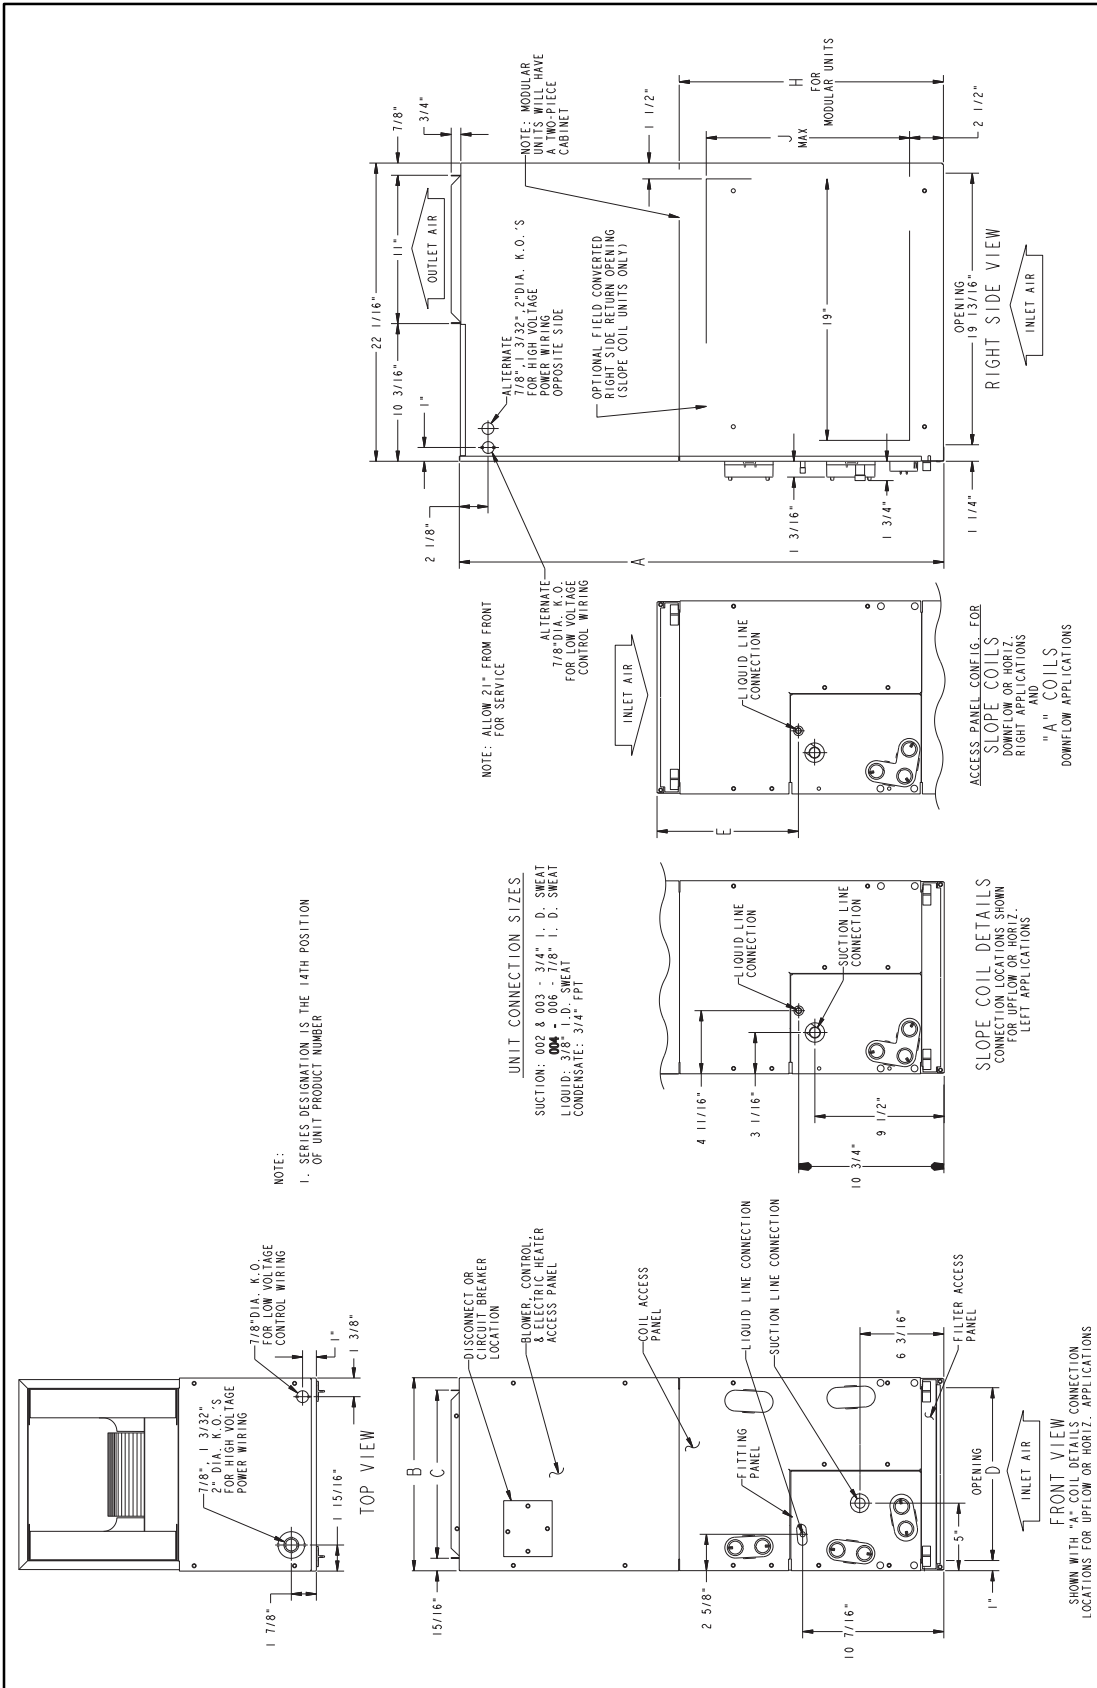 1 7/8"
7/8", 1 3/32"
2" DIA. K.O.'S
FOR HIGH VOLTAGE
POWER WIRING
1 15/16"
7/8"DIA. K.O.
FOR LOW VOLTAGE
CONTROL WIRING
1"
1 3/8"
TOP VIEW
NOTE:
1. SERIES DESIGNATION IS THE 14TH POSITION
OF UNIT PRODUCT NUMBER
15/16"
B
C
DISCONNECT OR
CIRCUIT BREAKER
LOCATION
BLOWER, CONTROL,
& ELECTRIC HEATER
ACCESS PANEL
COIL ACCESS
PANEL
2 5/8"
FITTING
PANEL
LIQUID LINE CONNECTION
SUCTION LINE CONNECTION
10 7/16"
6 3/16"
FILTER ACCESS
PANEL
5"
1"
OPENING
D
INLET AIR
FRONT VIEW
SHOWN WITH "A" COIL DETAILS CONNECTION
LOCATIONS FOR UPFLOW OR HORIZ. APPLICATIONS
UNIT CONNECTION SIZES
SUCTION: 002 & 003 - 3/4" I. D. SWEAT
004 - 006 - 7/8" I. D. SWEAT
LIQUID: 3/8" I.D. SWEAT
CONDENSATE: 3/4" FPT
4 11/16"
3 1/16"
LIQUID LINE
CONNECTION
SUCTION LINE
CONNECTION
10 3/4"
9 1/2"
SLOPE COIL DETAILS
CONNECTION LOCATIONS SHOWN
FOR UPFLOW OR HORIZ.
LEFT APPLICATIONS
NOTE: ALLOW 21" FROM FRONT
FOR SERVICE
INLET AIR
E
LIQUID LINE
CONNECTION
ACCESS PANEL CONFIG. FOR
SLOPE COILS
DOWNFLOW OR HORIZ.
RIGHT APPLICATIONS
AND
"A" COILS
DOWNFLOW APPLICATIONS
22 1/16"
7/8"
10 3/16"
11"
3/4"
1"
OUTLET AIR
2 1/8"
ALTERNATE
7/8"DIA. K.O.
FOR LOW VOLTAGE
CONTROL WIRING
ALTERNATE
7/8",1 3/32",2"DIA. K.O.'S
FOR HIGH VOLTAGE
POWER WIRING
OPPOSITE SIDE
NOTE: MODULAR
UNITS WILL HAVE
A TWO-PIECE
CABINET
A
OPTIONAL FIELD CONVERTED
RIGHT SIDE RETURN OPENING
(SLOPE COIL UNITS ONLY)
1 1/2"
19"
J
MAX
H
FOR
MODULAR UNITS
1 3/16"
1 3/4"
1 1/4"
2 1/2"
OPENING
19 13/16"
RIGHT SIDE VIEW
INLET AIR